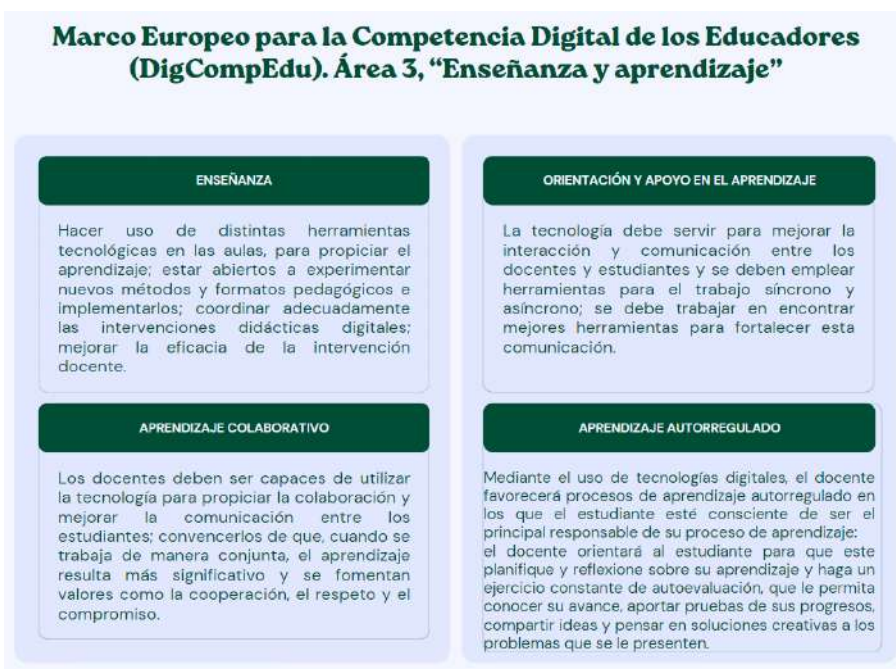 Marco Europeo para la Competencia Digital de los Educadores
(DigCompEdu). Área 3, “Enseñanza y aprendizaje”
ENSEÑANZA
Hacer uso de distintas herramientas
tecnológicas en las aulas, para propiciar el
aprendizaje; estar abiertos a experimentar
nuevos métodos y formatos pedagógicos e
implementarlos; coordinar adecuadamente
las intervenciones didácticas digitales;
mejorar la eficacia de la intervención
docente.
ORIENTACIÓN Y APOYO EN EL APRENDIZAJE
La tecnología debe servir para mejorar la
interacción y comunicación entre los
docentes y estudiantes y se deben emplear
herramientas para el trabajo síncrono y
asíncrono; se debe trabajar en encontrar
mejores herramientas para fortalecer esta
comunicación.
APRENDIZAJE COLABORATIVO
Los docentes deben ser capaces de utilizar
la tecnología para propiciar la colaboración y
mejorar la comunicación entre los
estudiantes; convencerlos de que, cuando se
trabaja de manera conjunta, el aprendizaje
resulta más significativo y se fomentan
valores como la cooperación, el respeto y el
compromiso.
APRENDIZAJE AUTORREGULADO
Mediante el uso de tecnologías digitales, el docente
favorecerá procesos de aprendizaje autorregulado en
los que el estudiante esté consciente de ser el
principal responsable de su proceso de aprendizaje:
el docente orientará al estudiante para que este
planifique y reflexione sobre su aprendizaje y haga un
ejercicio constante de autoevaluación, que le permita
conocer su avance, aportar pruebas de sus progresos,
compartir ideas y pensar en soluciones creativas a los
problemas que se le presenten.